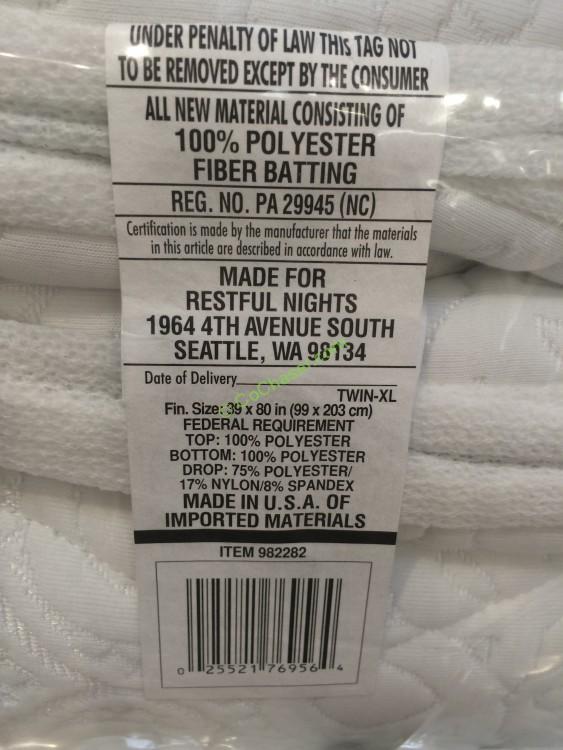 UNDER PENALTY OF LAW THIS TAG NOT
TO BE REMOVED EXCEPT BY THE CONSUMER
ALL NEW MATERIAL CONSISTING OF
100% POLYESTER
FIBER BATTING
REG. NO. PA 29945 (NC)
Certification is made by the manufacturer that the materials
in this article are described in accordance with law.
MADE FOR
RESTFUL NIGHTS
1964 4TH AVENUE SOUTH
SEATTLE, WA 98134
CoChaser.com
Date of Delivery
TWIN-XL
Fin. Size: 39 x 80 in (99 x 203 cm)
FEDERAL REQUIREMENT
TOP: 100% POLYESTER
BOTTOM: 100% POLYESTER
DROP: 75% POLYESTER/
17% NYLON/8% SPANDEX
MADE IN U.S.A. OF
IMPORTED MATERIALS
ITEM 982282
0 25521 76956 4